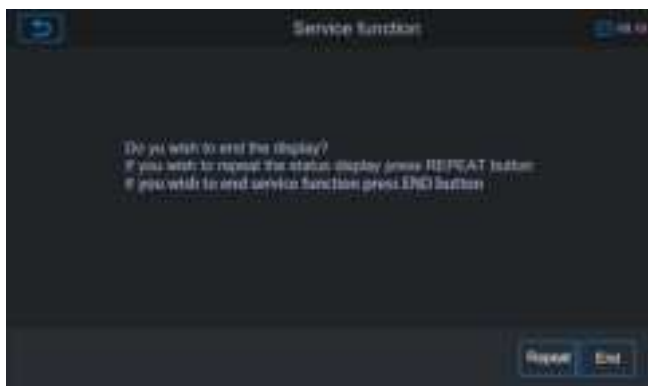 Service function
Do yu wish to end the display?
If you wish to repeat the status display press REPEAT button
If you wish to end service function press END button
Repeat
End